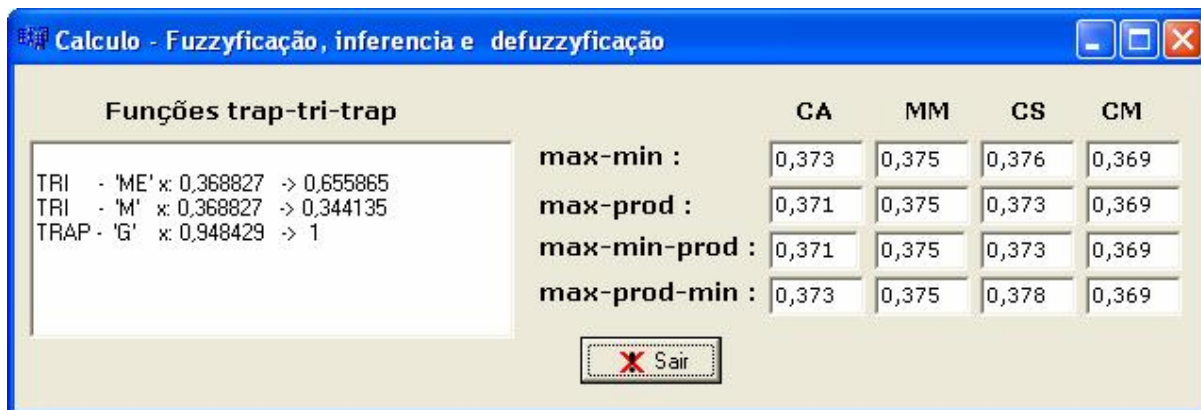 Calculo - Fuzzyficação, inferencia e defuzzyficação
Funções trap-tri-trap
TRI - 'ME' x: 0,368827 -> 0,655865
TRI - 'M' x: 0,368827 -> 0,344135
TRAP - 'G' x: 0,948429 -> 1
CA MM CS CM
max-min : 0,373 0,375 0,376 0,369
max-prod : 0,371 0,375 0,373 0,369
max-min-prod : 0,371 0,375 0,373 0,369
max-prod-min : 0,373 0,375 0,378 0,369
Sair